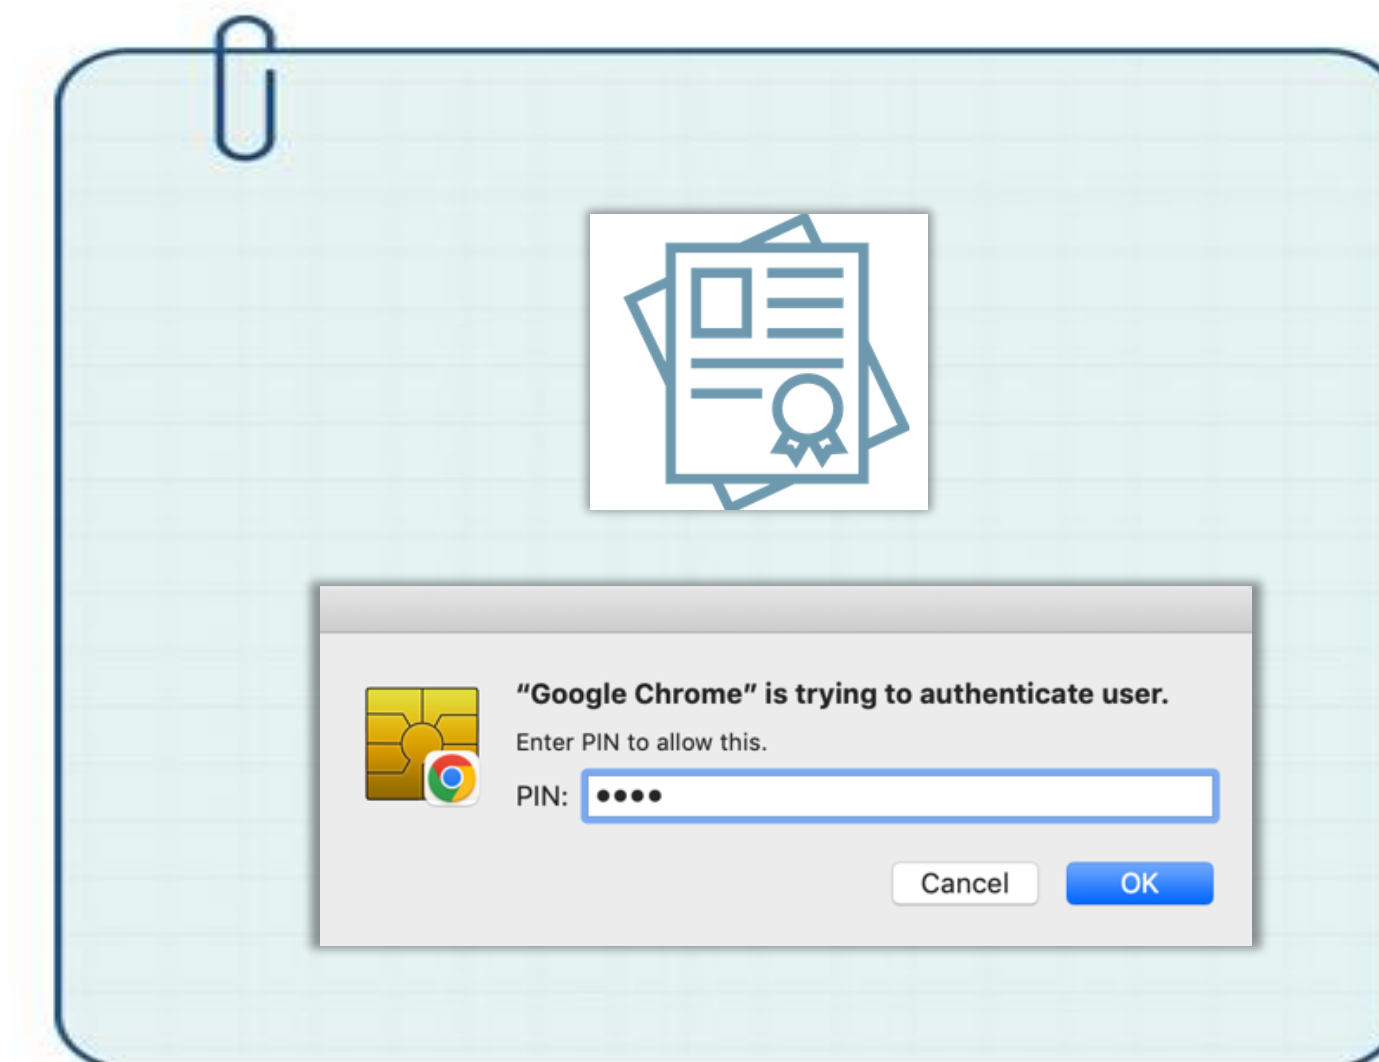 “Google Chrome” is trying to authenticate user.
Enter PIN to allow this.
PIN: ••••
Cancel OK